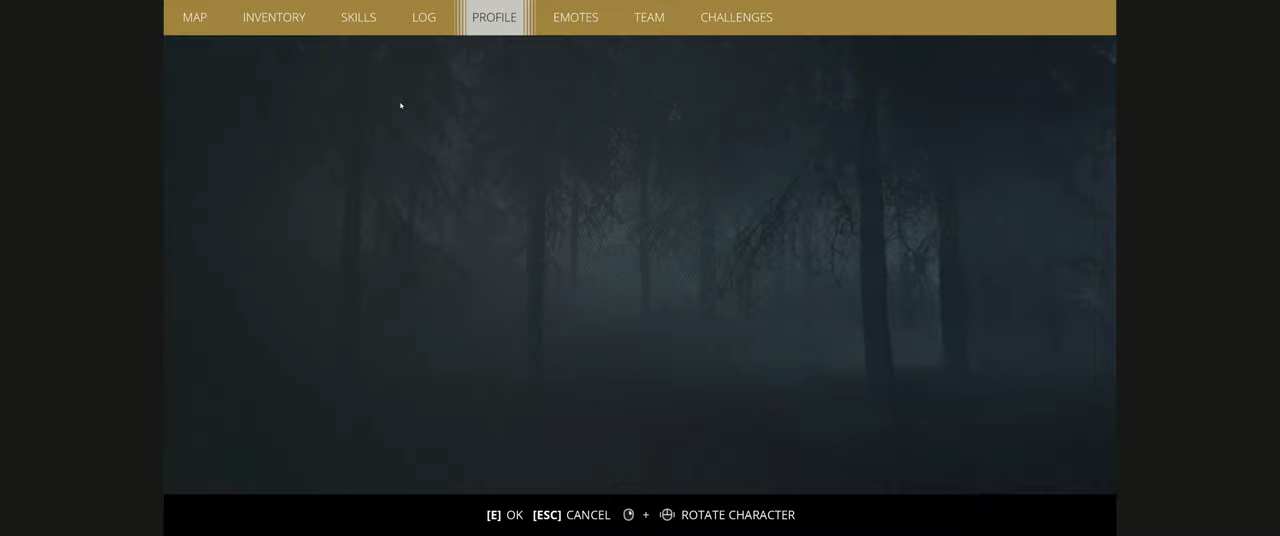 MAP INVENTORY SKILLS LOG PROFILE EMOTES TEAM CHALLENGES
[E] OK [ESC] CANCEL + ROTATE CHARACTER